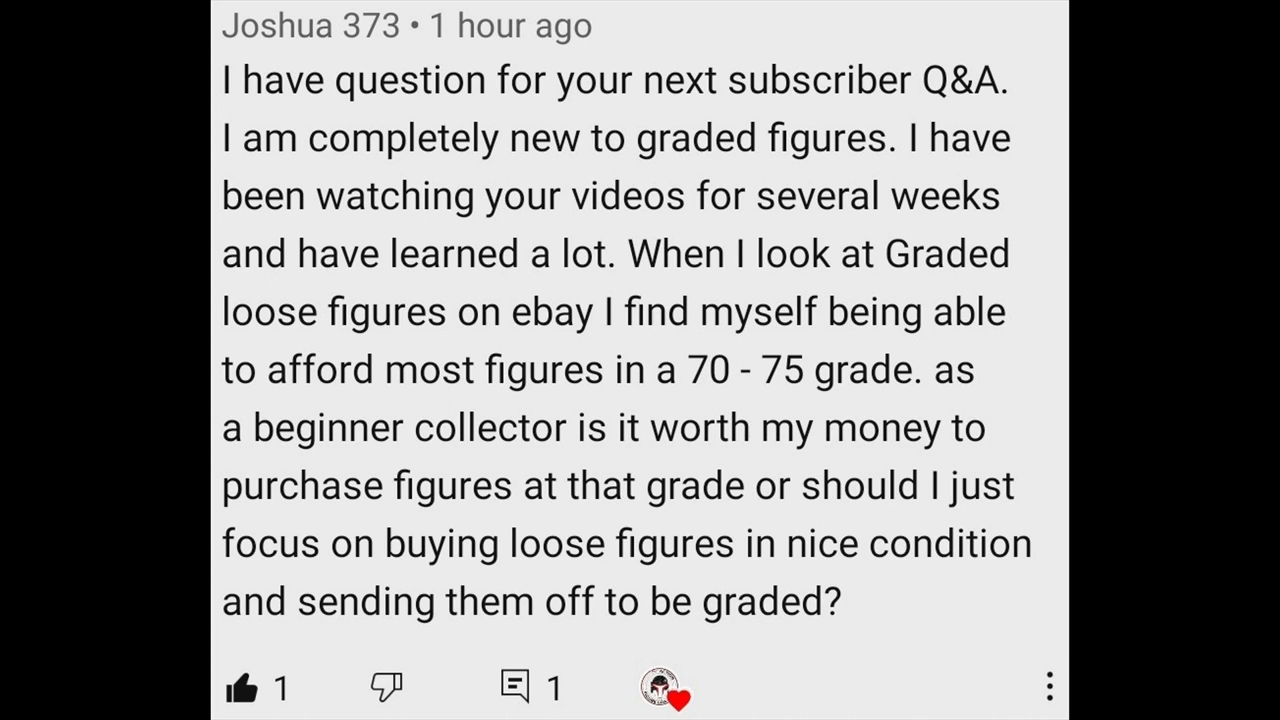 Joshua 373 • 1 hour ago
I have question for your next subscriber Q&A.
I am completely new to graded figures. I have
been watching your videos for several weeks
and have learned a lot. When I look at Graded
loose figures on ebay I find myself being able
to afford most figures in a 70 - 75 grade. as
a beginner collector is it worth my money to
purchase figures at that grade or should I just
focus on buying loose figures in nice condition
and sending them off to be graded?
1 1